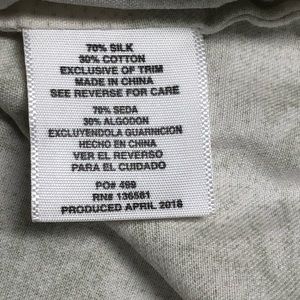 70% SILK
30% COTTON
EXCLUSIVE OF TRIM
MADE IN CHINA
SEE REVERSE FOR CARE
70% SEDA
30% ALGODON
EXCLUYENDOLA GUARNICION
HECHO EN CHINA
VER EL REVERSO
PARA EL CUIDADO
PO# 499
RN# 136581
PRODUCED APRIL 2018